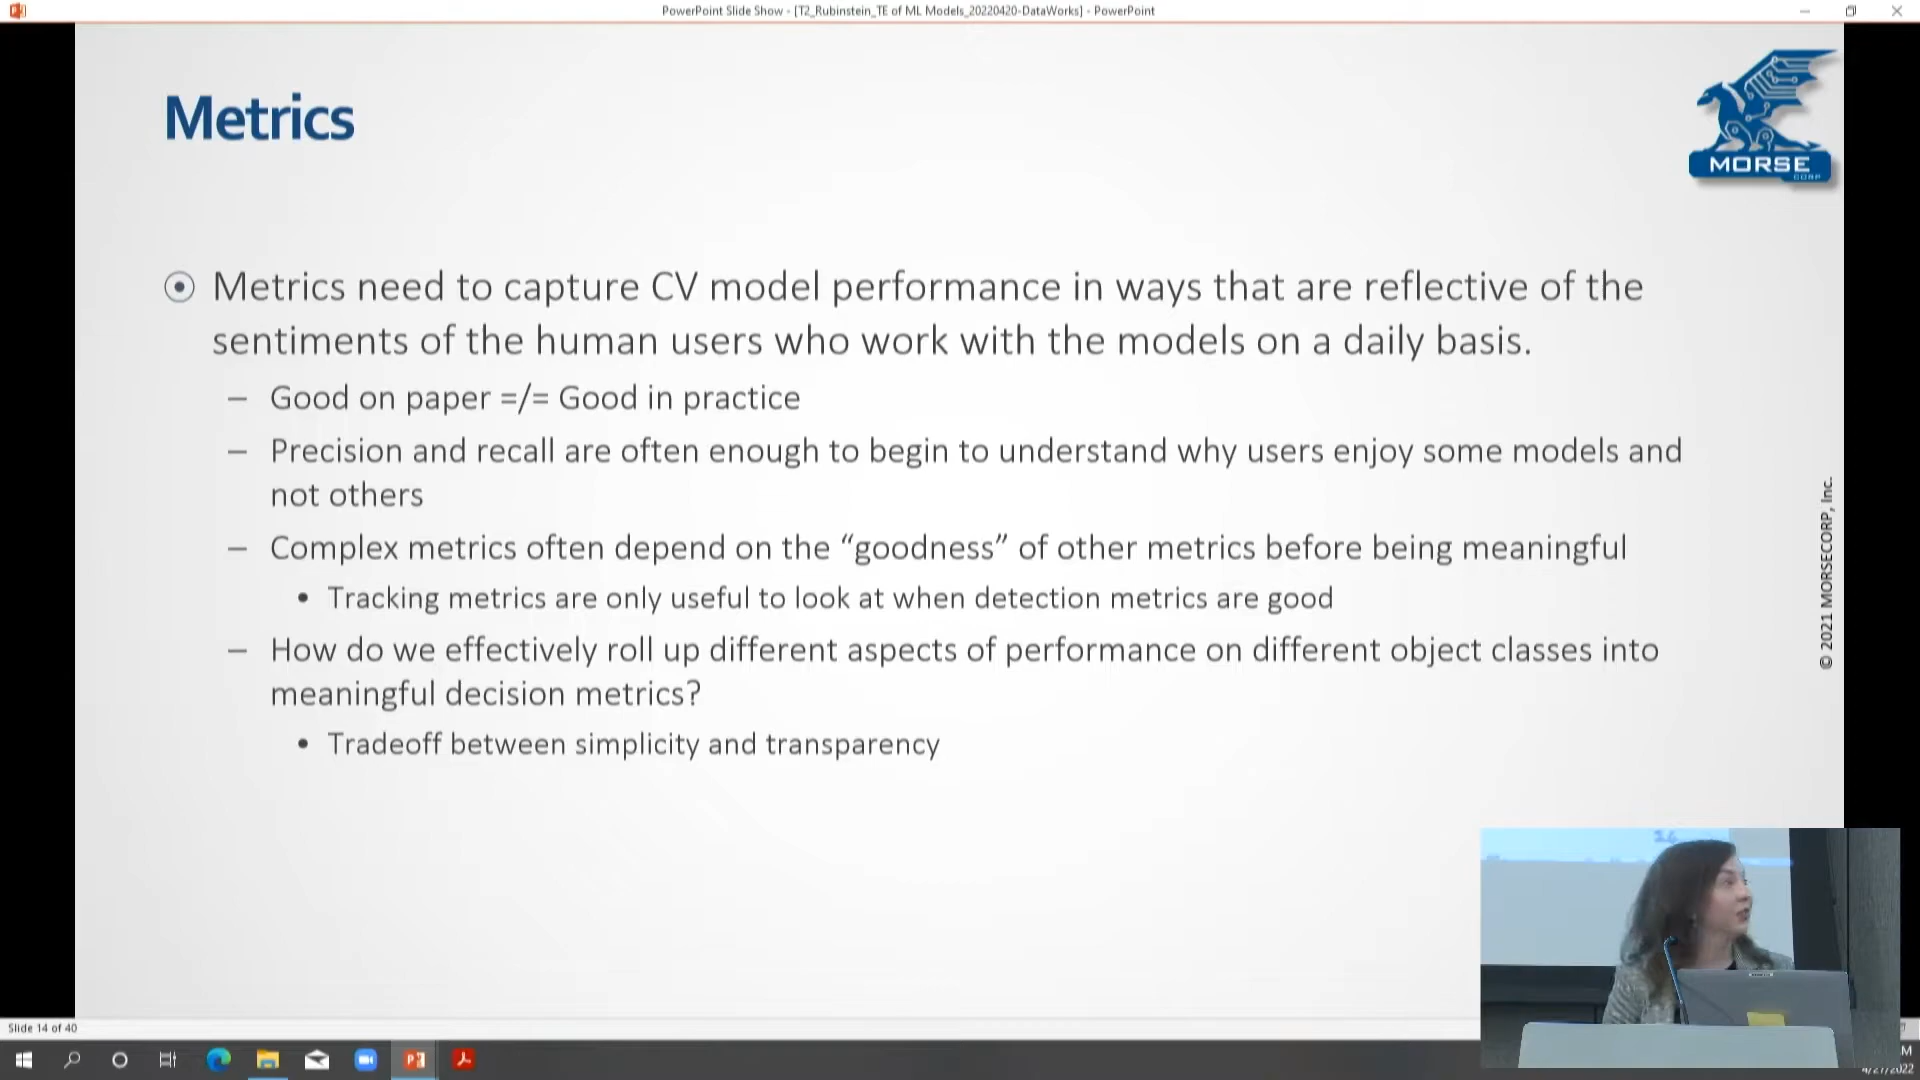 PowerPoint Slide Show - [T2_Rubinstein_TE of ML Models_20220420-DataWorks] - PowerPoint
Metrics
MORSE
CORP
Metrics need to capture CV model performance in ways that are reflective of the
sentiments of the human users who work with the models on a daily basis.
– Good on paper =/= Good in practice
– Precision and recall are often enough to begin to understand why users enjoy some models and
not others
– Complex metrics often depend on the “goodness” of other metrics before being meaningful
• Tracking metrics are only useful to look at when detection metrics are good
– How do we effectively roll up different aspects of performance on different object classes into
meaningful decision metrics?
• Tradeoff between simplicity and transparency
© 2021 MORSECORP, Inc.
Slide 14 of 40